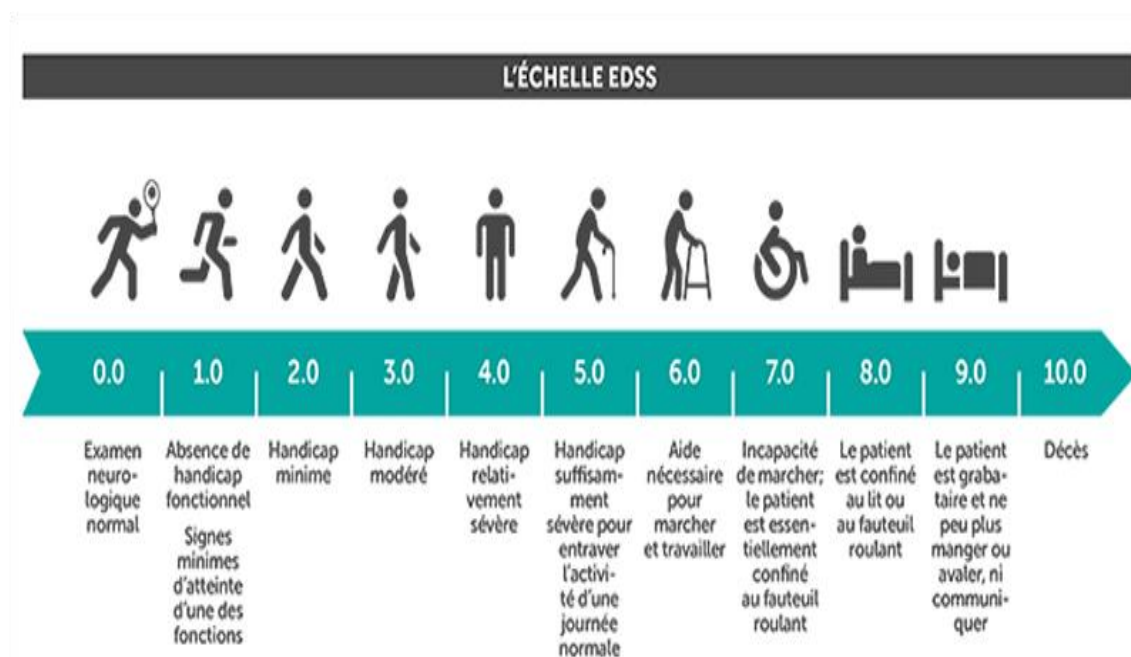 L'ÉCHELLE EDSS
0.0 1.0 2.0 3.0 4.0 5.0 6.0 7.0 8.0 9.0 10.0
Examen
neuro-
logique
normal
Absence de
handicap
fonctionnel
Signes
minimes
d'atteinte
d'une des
fonctions
Handicap
minime
Handicap
modéré
Handicap
relati-
vement
sévère
Handicap
suffisam-
ment
sévère pour
entraver
l'activi-
té d'une
journée
normale
Aide
nécessaire
pour
marcher
et travailler
Incapacité
de marcher;
le patient
est essen-
tiellement
confiné
au fauteuil
roulant
Le patient
est confiné
au lit ou
au fauteuil
roulant
Le patient
est graba-
taire et ne
peu plus
manger ou
avaler, ni
communi-
quer
Décès